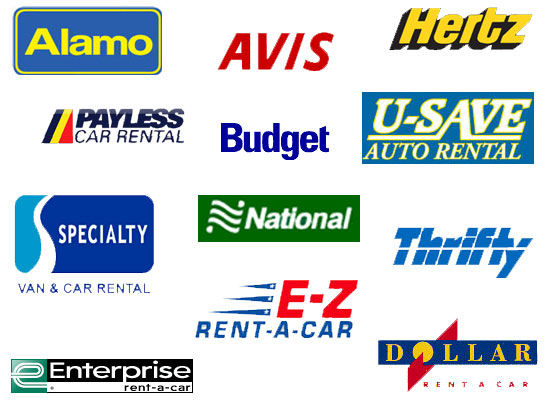 Alamo
AVIS
Hertz
PAYLESS
CAR RENTAL
Budget
U-SAVE
AUTO RENTAL
SPECIALTY
VAN & CAR RENTAL
National
Thrifty
E-Z
RENT-A-CAR
Enterprise
rent-a-car
DOLLAR
RENT A CAR